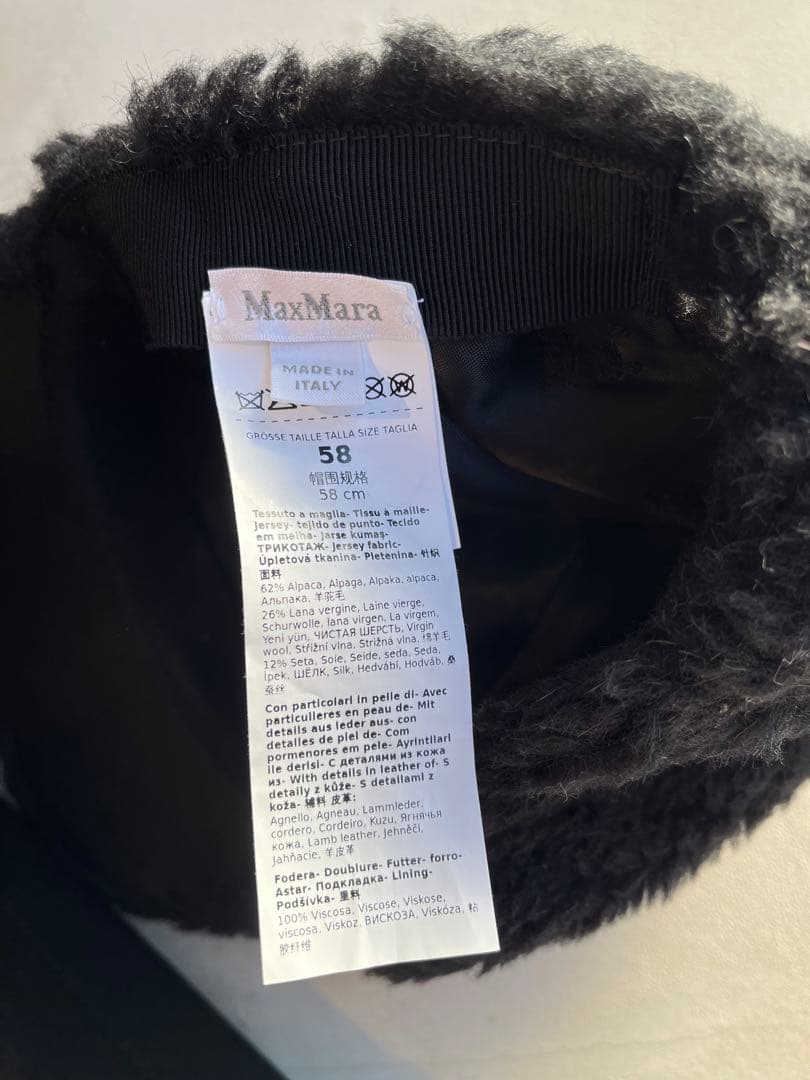 MaxMara
MADE IN
ITALY
GRÖSSE TAILLE TALLA SIZE TAGLIA
58
帽围规格
58 cm
Tessuto a maglia- Tissu à maille-
Jersey- tejido de punto- Tecido
em malha- Jarse kumaş-
ТРИКОТАЖ- Jersey fabric-
Úpletová tkanina- Pletenina- 针织
面料
62% Alpaca, Alpaga, Alpaka, alpaca,
Альпака, 羊驼毛
26% Lana vergine, Laine vierge,
Schurwolle, lana virgen, La virgem,
Yeni yün, ЧИСТАЯ ШЕРСТЬ, Virgin
wool, Střižní vlna, Strižná vlna, 绵羊毛
12% Seta, Soie, Seide, seda, Seda,
İpek, ШЁЛК, Silk, Hedvábí, Hodváb, 桑
蚕丝
Con particolari in pelle di- Avec
particulieres en peau de- Mit
details aus leder aus- con
detalles de piel de- Com
pormenores em pele- Ayrintilari
ile derisi- С ДЕТАЛЯМИ ИЗ КОЖА
ИЗ- With details in leather of- S
detaily z kůže- S detailami z
koža- 辅料 皮革:
Agnello, Agneau, Lammleder,
cordero, Cordeiro, Kuzu, ЯГНЯЧЬЯ
КОЖА, Lamb leather, Jehněčí,
Jahňacie, 羊皮革
Fodera- Doublure- Futter- forro-
Astar- ПОДКЛАДКА- Lining-
Podšívka- 里料
100% Viscosa, Viscose, Viskose,
viscosa, Viskoz, ВИСКОЗА, Viskóza, 粘
胶纤维